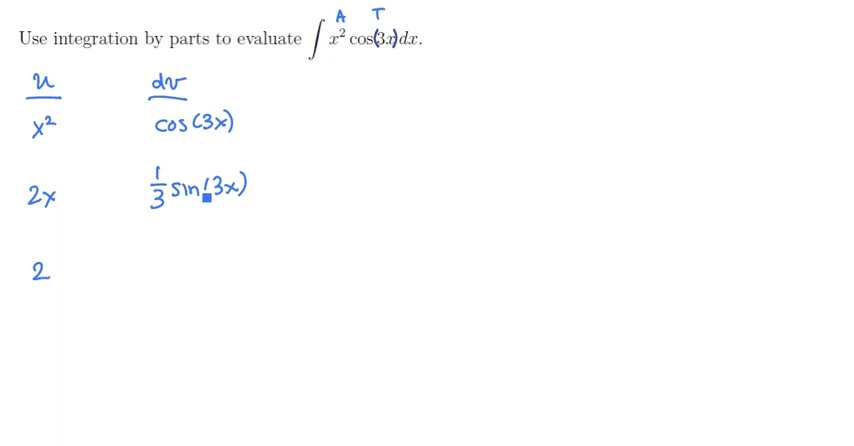 A T
Use integration by parts to evaluate ∫ x² cos(3x)dx.
u dv
x² cos(3x)
2x 1/3 sin(3x)
2